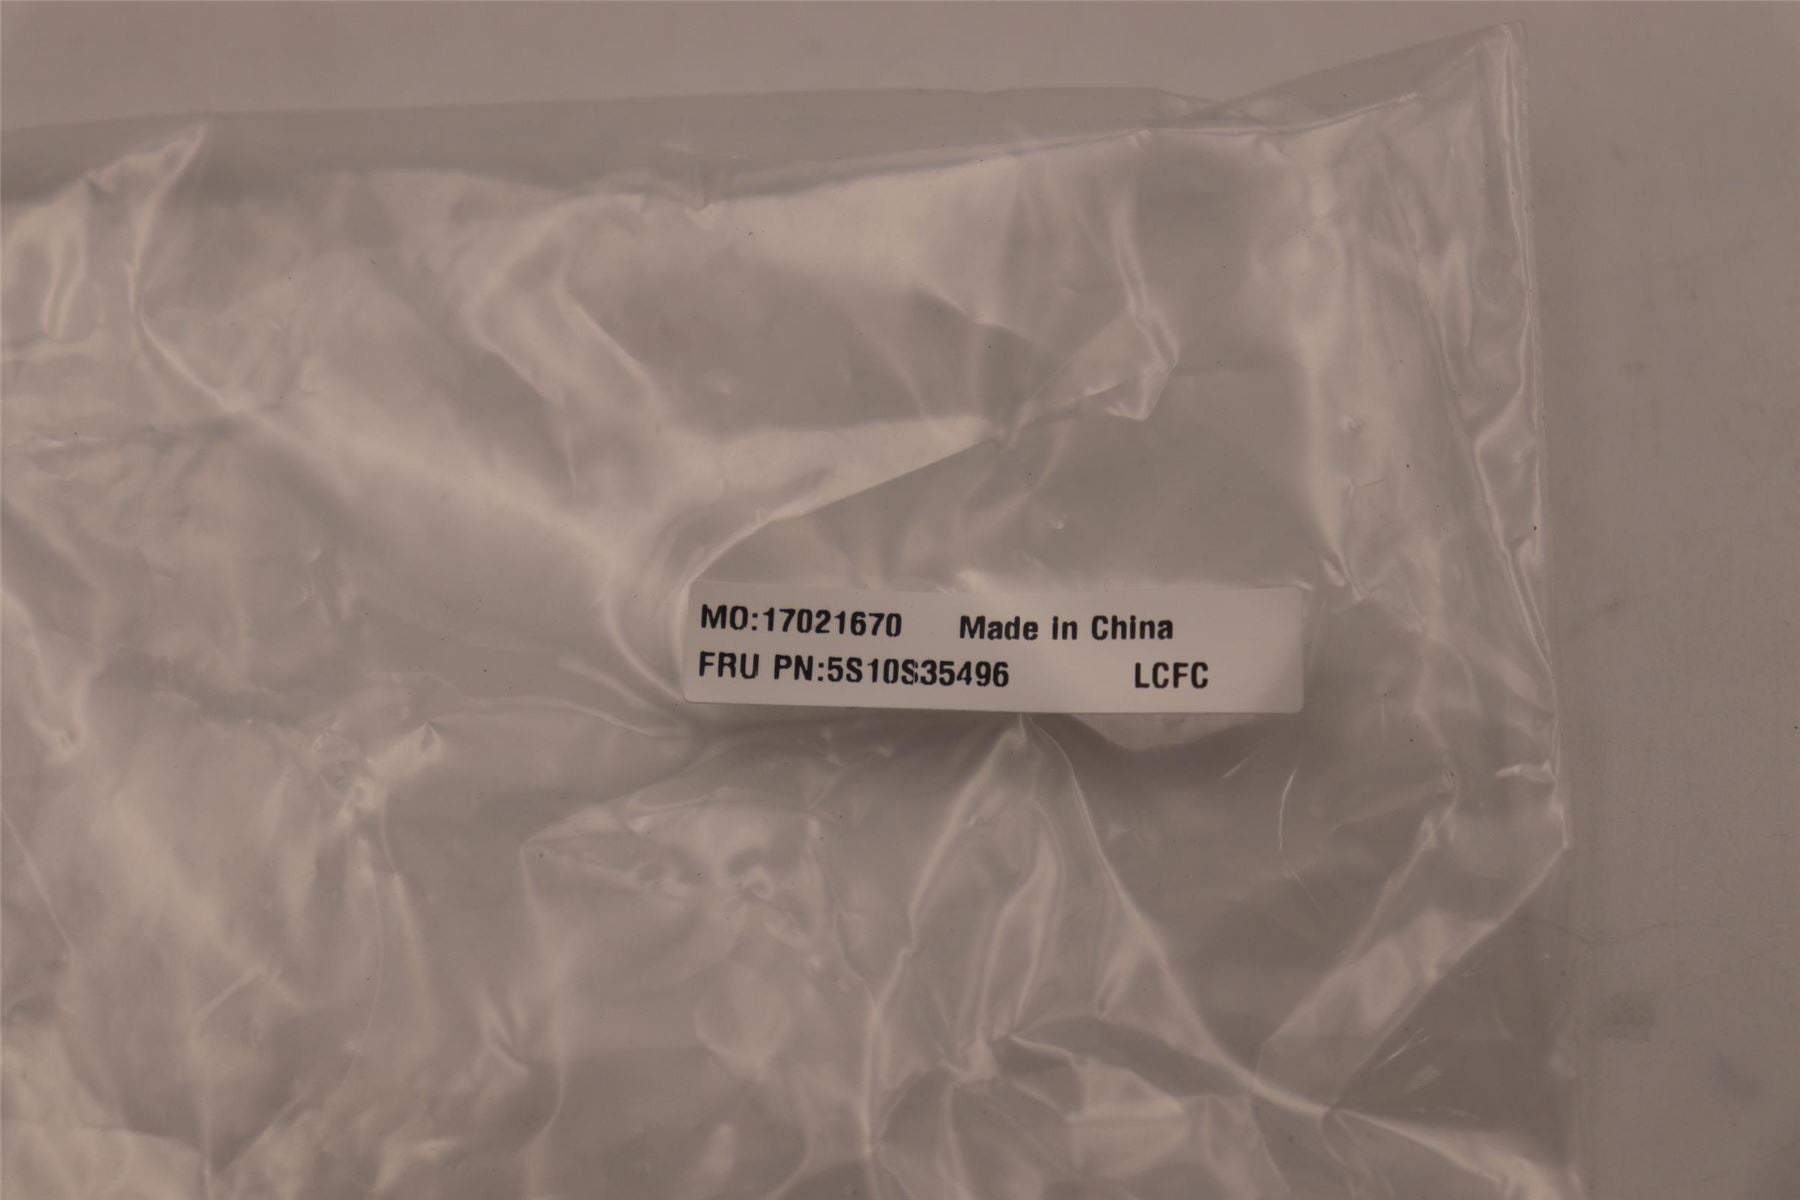 MO:17021670 Made in China
FRU PN:5S10S35496 LCFC